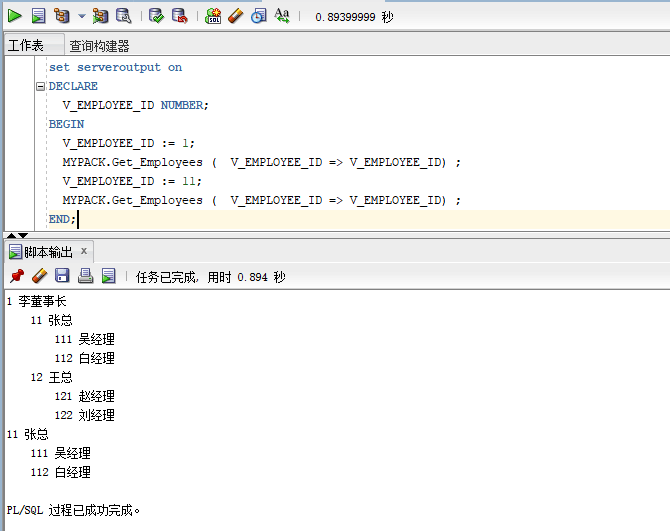 0.89399999 秒
工作表 查询构建器
set serveroutput on
DECLARE
V_EMPLOYEE_ID NUMBER;
BEGIN
V_EMPLOYEE_ID := 1;
MYPACK.Get_Employees (  V_EMPLOYEE_ID => V_EMPLOYEE_ID) ;
V_EMPLOYEE_ID := 11;
MYPACK.Get_Employees (  V_EMPLOYEE_ID => V_EMPLOYEE_ID) ;
END;
脚本输出 x
任务已完成, 用时 0.894 秒
1 李董事长
11 张总
111 吴经理
112 白经理
12 王总
121 赵经理
122 刘经理
11 张总
111 吴经理
112 白经理
PL/SQL 过程已成功完成。